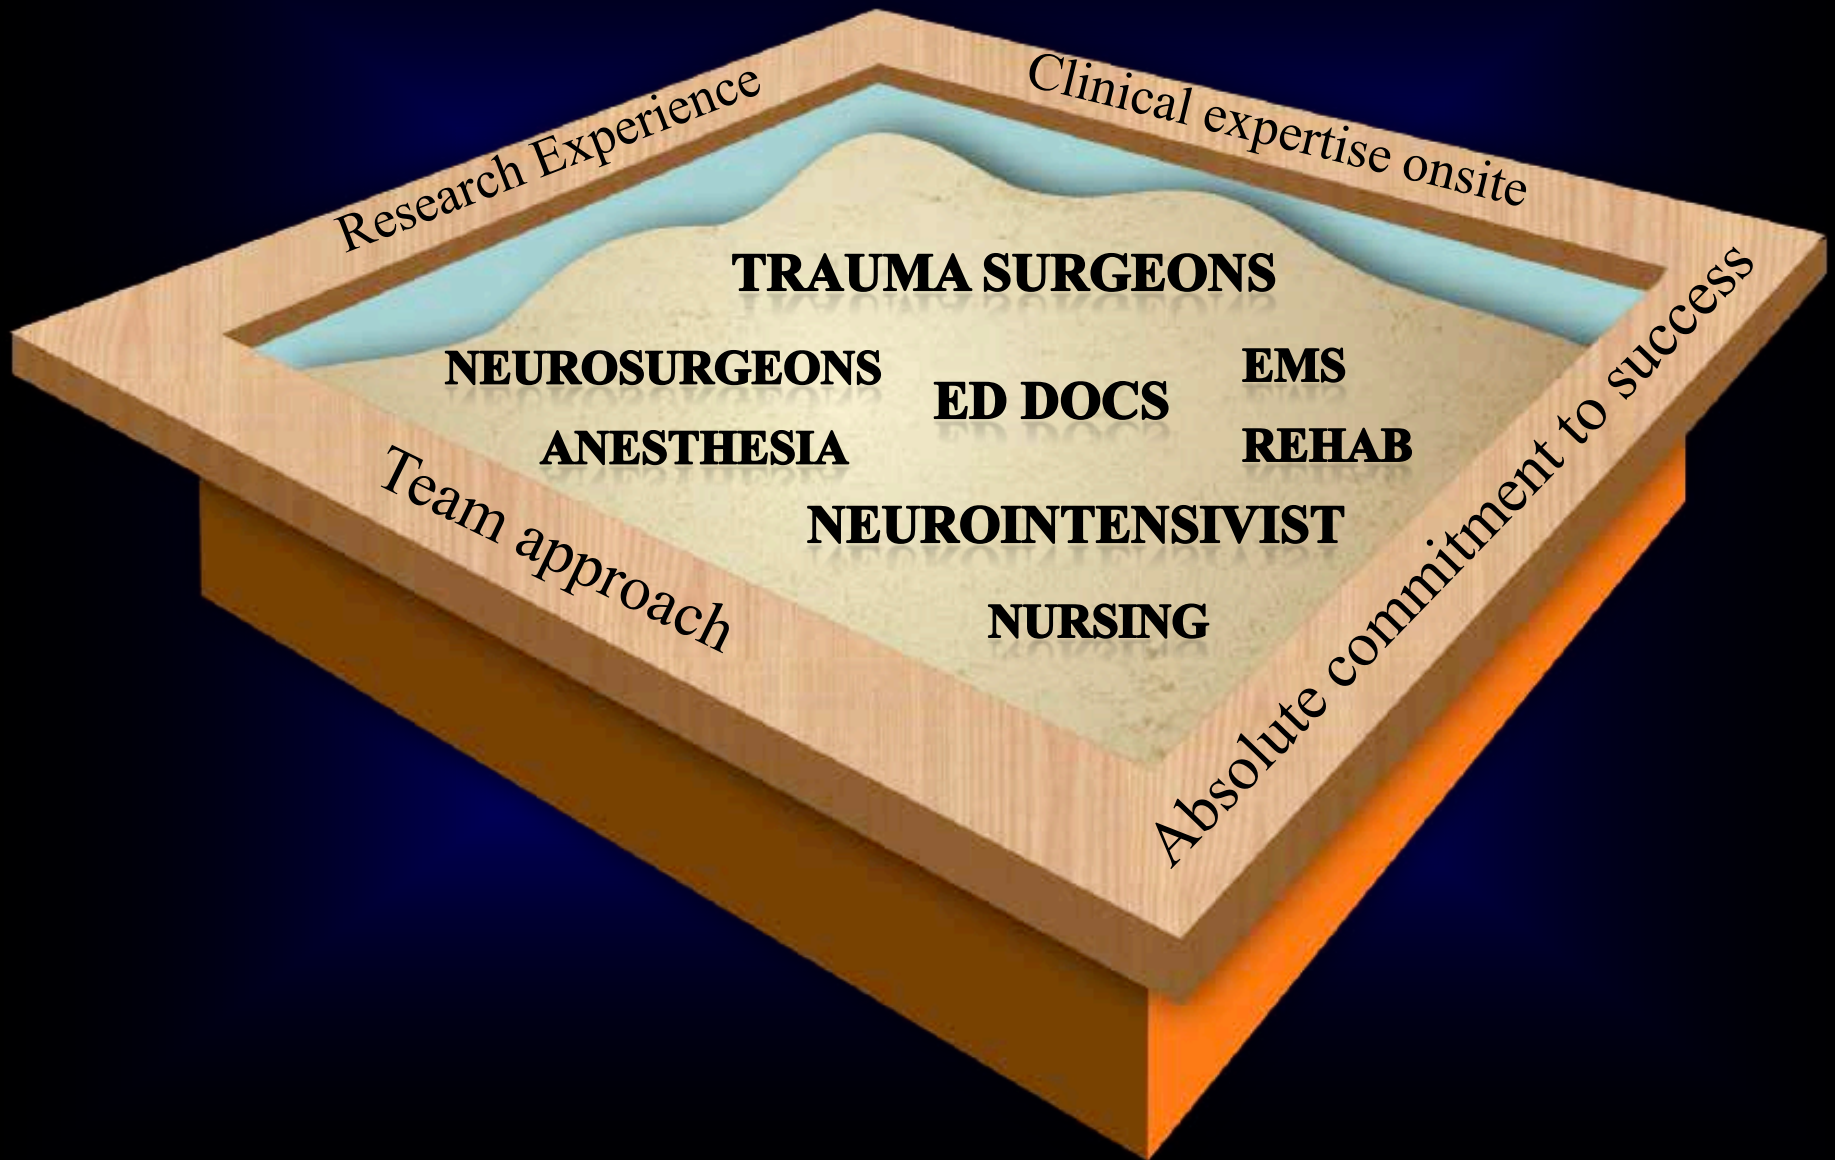 Research Experience
Clinical expertise onsite
TRAUMA SURGEONS
NEUROSURGEONS
EMS
ED DOCS
ANESTHESIA
REHAB
NEUROINTENSIVIST
NURSING
Team approach
Absolute commitment to success